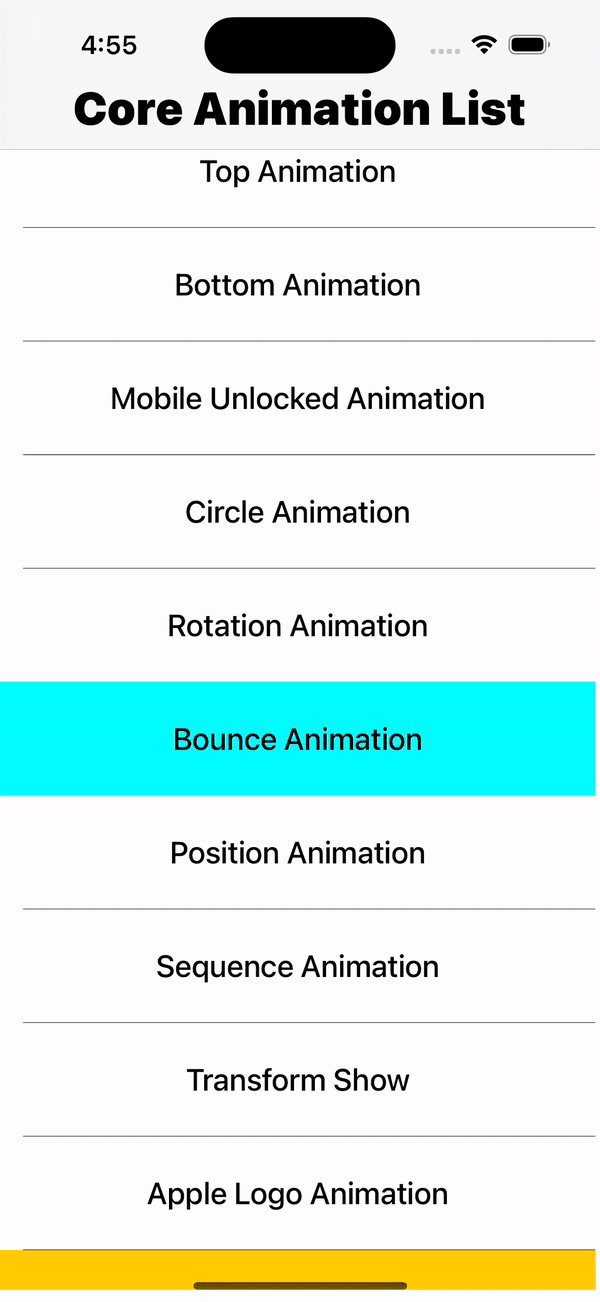 4:55
Core Animation List
Top Animation
Bottom Animation
Mobile Unlocked Animation
Circle Animation
Rotation Animation
Bounce Animation
Position Animation
Sequence Animation
Transform Show
Apple Logo Animation